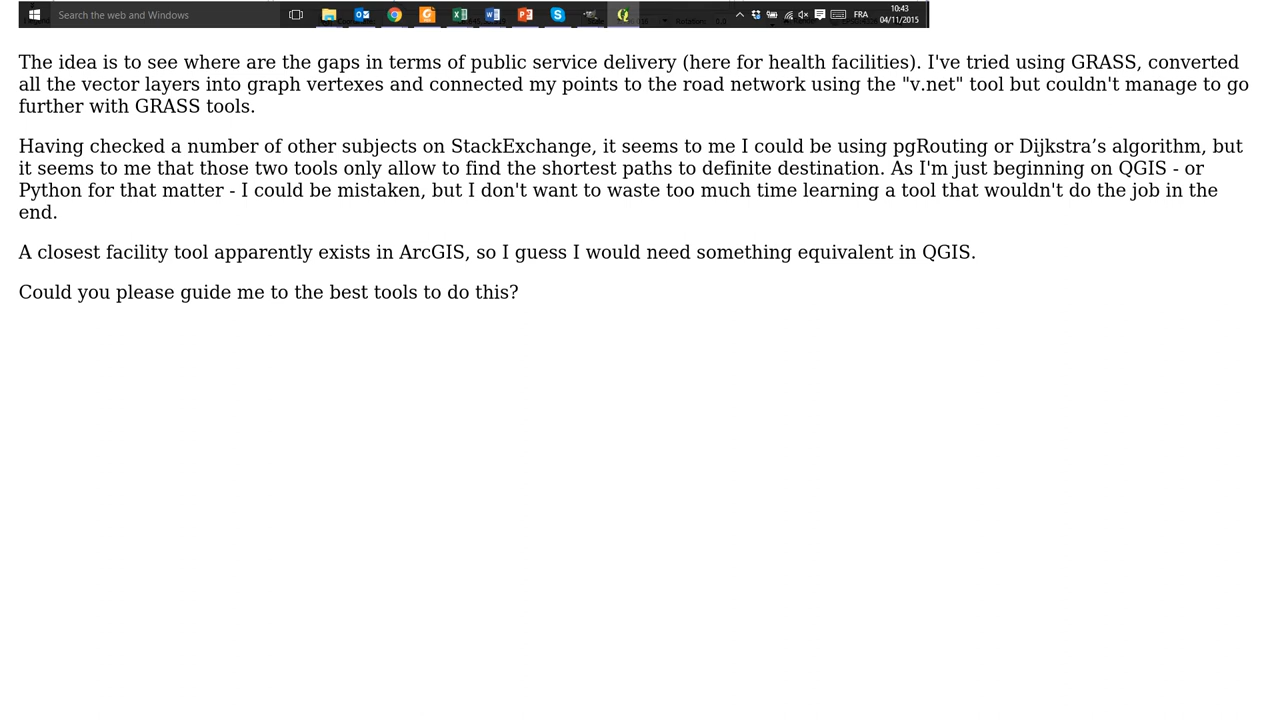 Search the web and Windows
FRA
10:43
04/11/2015
The idea is to see where are the gaps in terms of public service delivery (here for health facilities). I've tried using GRASS, converted
all the vector layers into graph vertexes and connected my points to the road network using the "v.net" tool but couldn't manage to go
further with GRASS tools.
Having checked a number of other subjects on StackExchange, it seems to me I could be using pgRouting or Dijkstra’s algorithm, but
it seems to me that those two tools only allow to find the shortest paths to definite destination. As I'm just beginning on QGIS - or
Python for that matter - I could be mistaken, but I don't want to waste too much time learning a tool that wouldn't do the job in the
end.
A closest facility tool apparently exists in ArcGIS, so I guess I would need something equivalent in QGIS.
Could you please guide me to the best tools to do this?